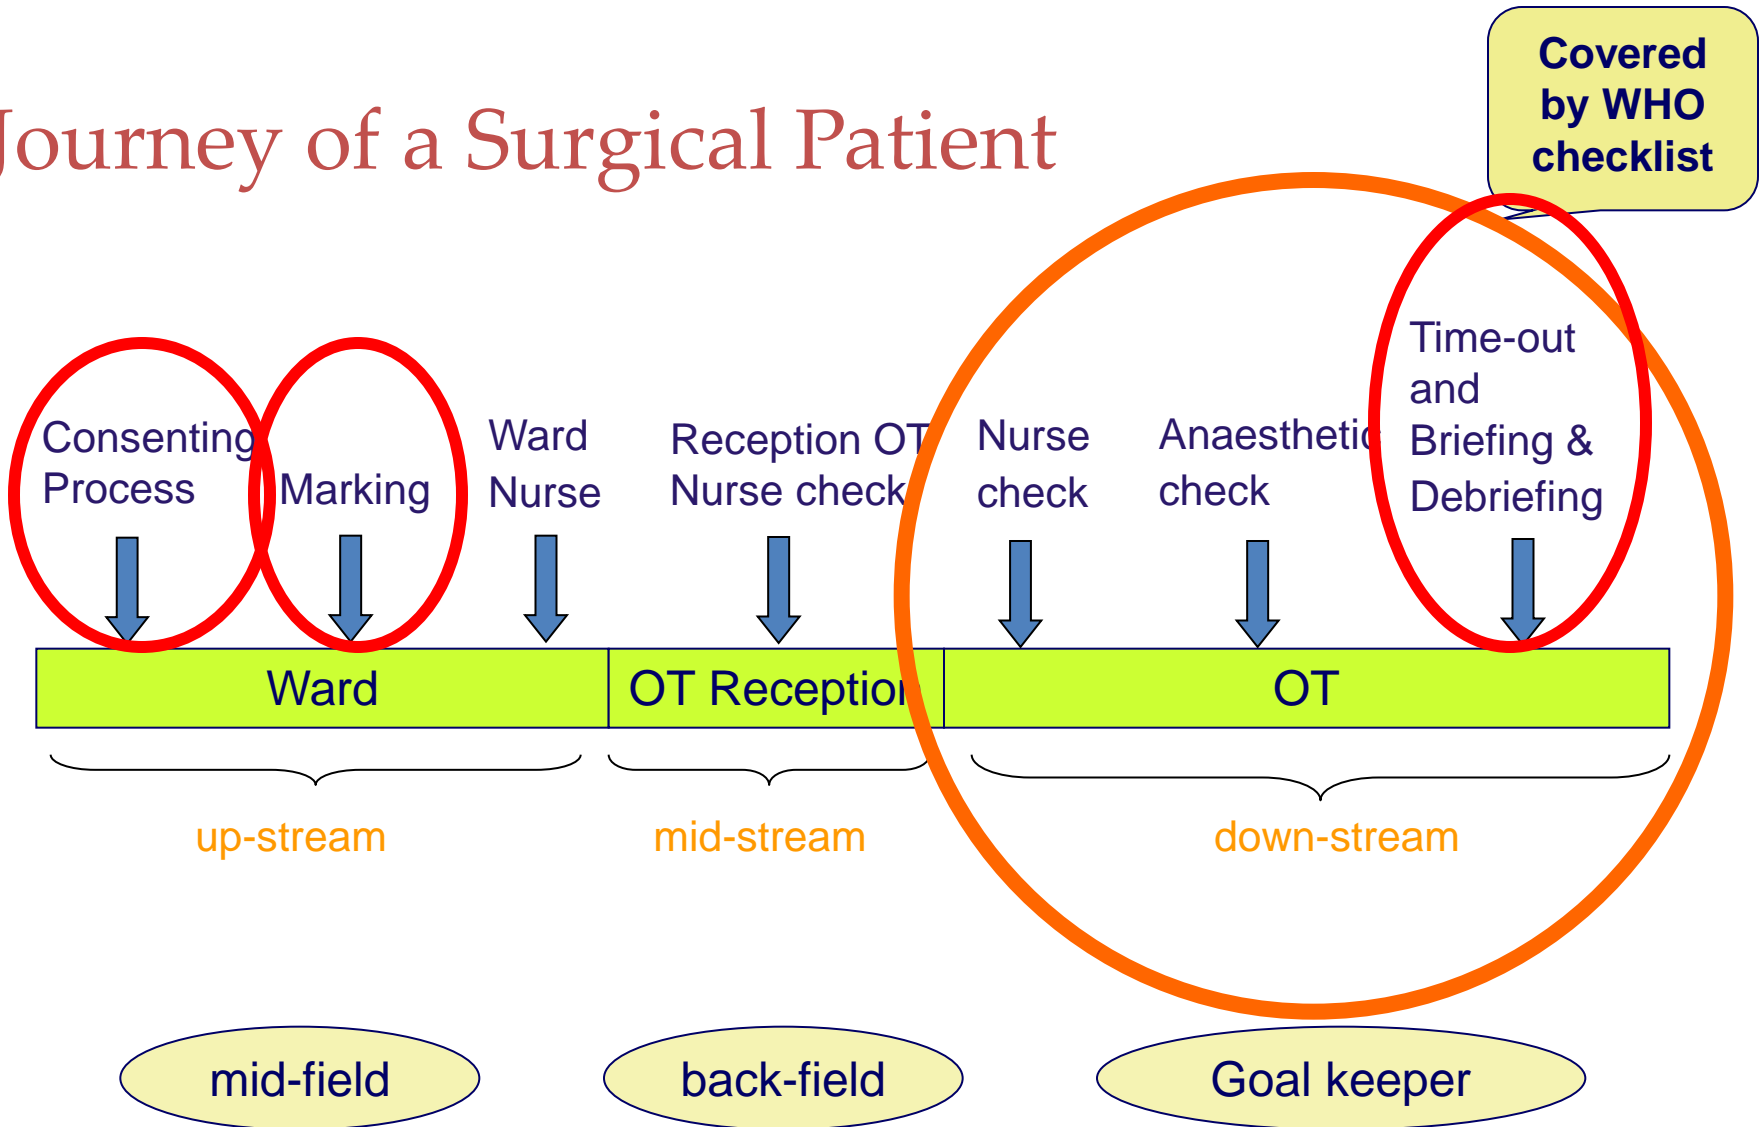 Journey of a Surgical Patient
Covered
by WHO
checklist
Consenting
Process
Marking
Ward
Nurse
Reception OT
Nurse check
Nurse
check
Anaesthetic
check
Time-out
and
Briefing &
Debriefing
Ward
OT Reception
OT
up-stream
mid-stream
down-stream
mid-field
back-field
Goal keeper